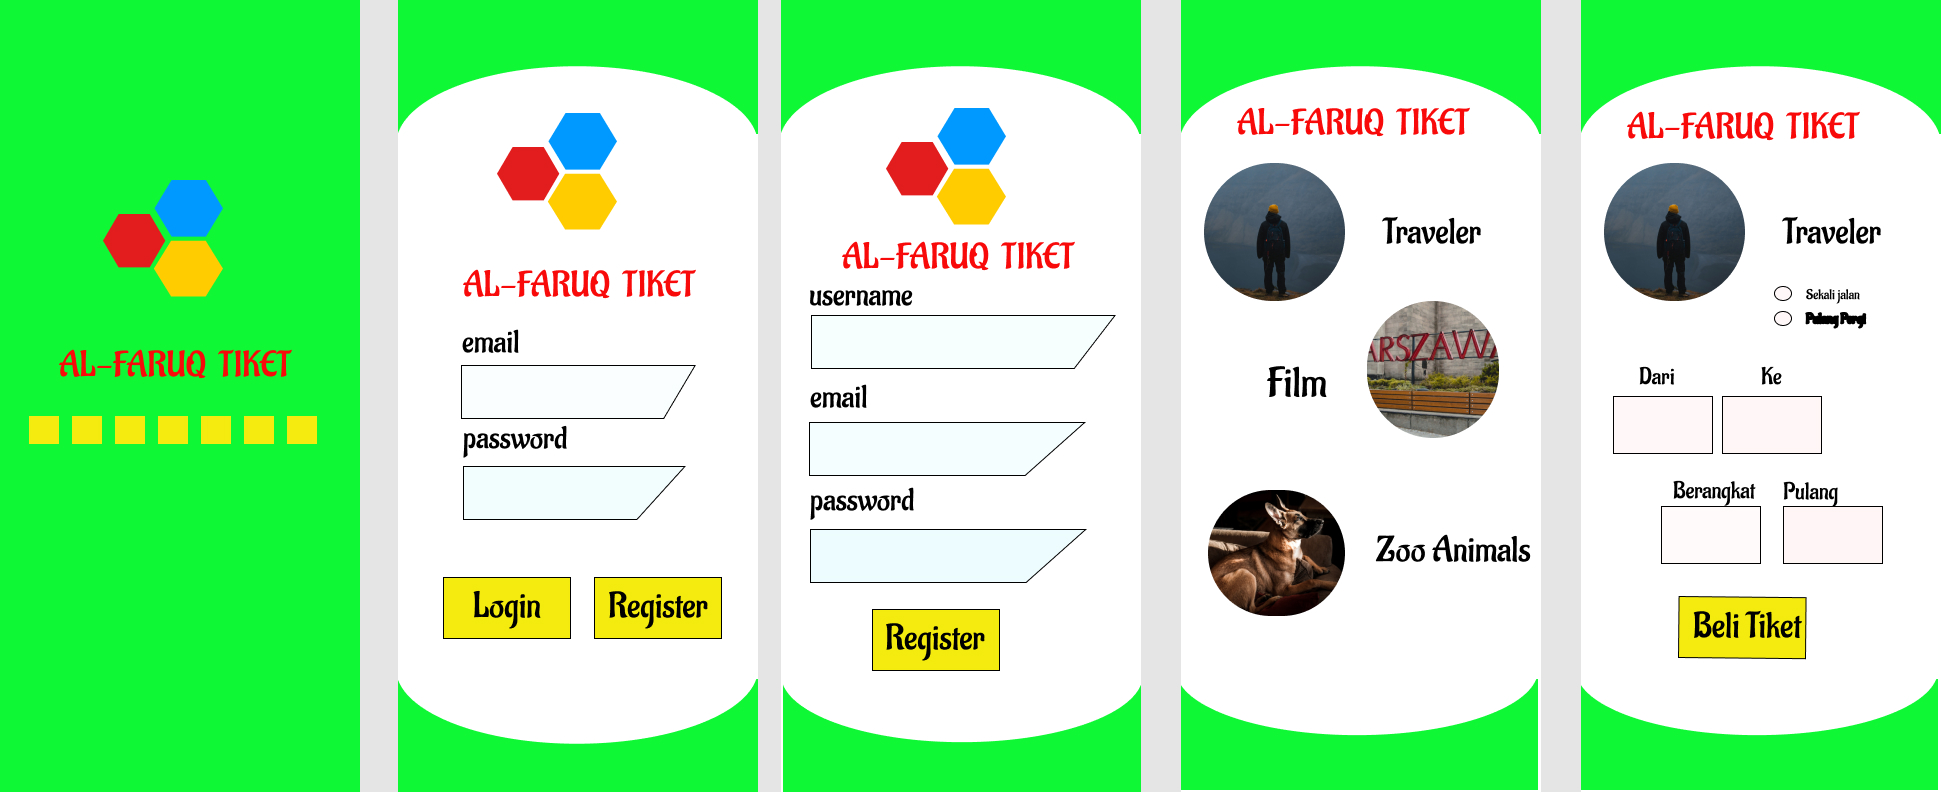 AL-FARUQ TIKET
AL-FARUQ TIKET
email
password
Login
Register
AL-FARUQ TIKET
username
email
password
Register
AL-FARUQ TIKET
Traveler
Film
ARSZAWA
Zoo Animals
AL-FARUQ TIKET
Traveler
Sekali jalan
Pulang Pergi
Dari
Ke
Berangkat
Pulang
Beli Tiket